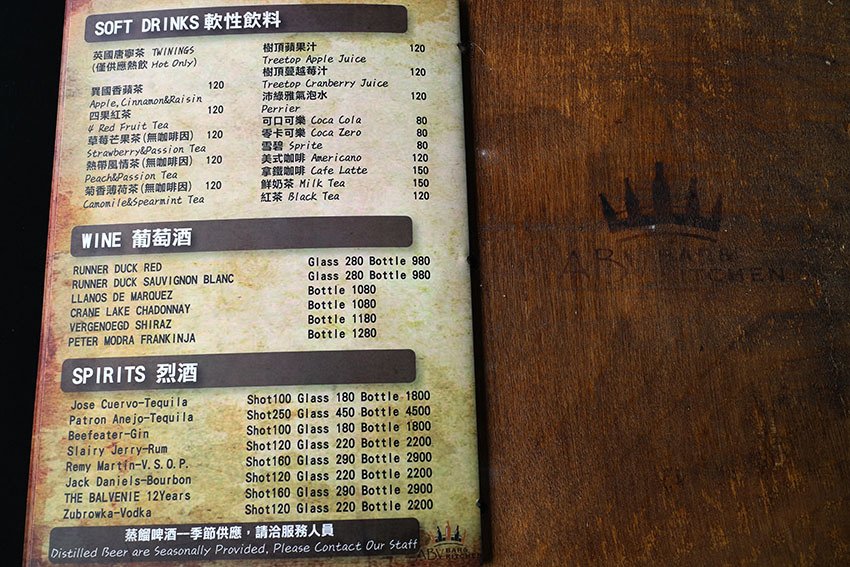 SOFT DRINKS 軟性飲料
英國唐寧茶 TWININGS
(僅供應熱飲 Hot Only)
異國香蘋茶 120
Apple,Cinnamon&Raisin
四果紅茶 120
4 Red Fruit Tea
草莓芒果茶(無咖啡因) 120
Strawberry&Passion Tea
熱帶風情茶(無咖啡因) 120
Peach&Passion Tea
菊香薄荷茶(無咖啡因) 120
Camomile&Spearmint Tea
樹頂蘋果汁 120
Treetop Apple Juice
樹頂蔓越莓汁 120
Treetop Cranberry Juice
沛綠雅氣泡水 120
Perrier
可口可樂 Coca Cola 80
零卡可樂 Coca Zero 80
雪碧 Sprite 80
美式咖啡 Americano 120
拿鐵咖啡 Cafe Latte 150
鮮奶茶 Milk Tea 150
紅茶 Black Tea 120
WINE 葡萄酒
RUNNER DUCK RED Glass 280 Bottle 980
RUNNER DUCK SAUVIGNON BLANC Glass 280 Bottle 980
LLANOS DE MARQUEZ Bottle 1080
CRANE LAKE CHADONNAY Bottle 1080
VERGENOEGD SHIRAZ Bottle 1180
PETER MODRA FRANKINJA Bottle 1280
SPIRITS 烈酒
Jose Cuervo-Tequila Shot100 Glass 180 Bottle 1800
Patron Anejo-Tequila Shot250 Glass 450 Bottle 4500
Beefeater-Gin Shot100 Glass 180 Bottle 1800
Slairy Jerry-Rum Shot120 Glass 220 Bottle 2200
Remy Martin-V.S.O.P. Shot160 Glass 290 Bottle 2900
Jack Daniels-Bourbon Shot120 Glass 220 Bottle 2200
THE BALVENIE 12Years Shot160 Glass 290 Bottle 2900
Zubrowka-Vodka Shot120 Glass 220 Bottle 2200
蒸餾啤酒--季節供應，請洽服務人員
Distilled Beer are Seasonally Provided, Please Contact Our Staff
ABV BAR& KITCHEN